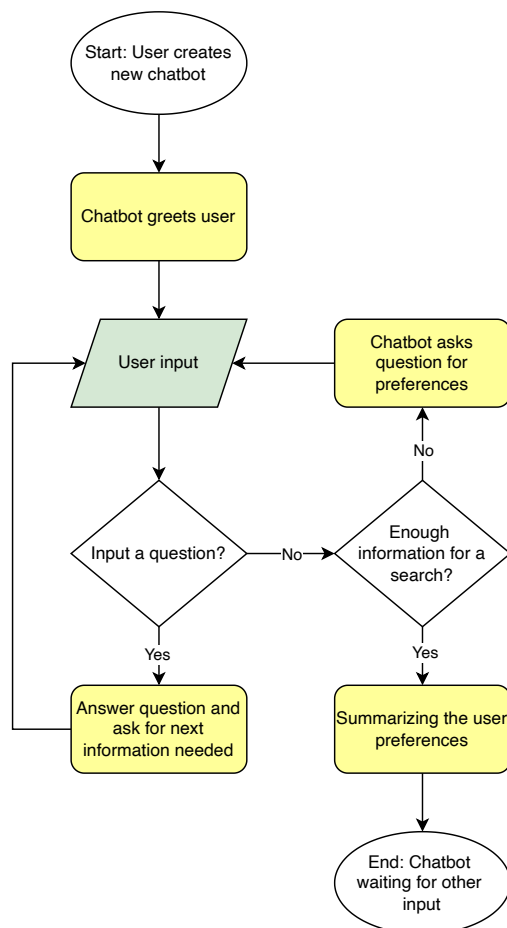 Start: User creates
new chatbot
Chatbot greets user
User input
Chatbot asks
question for
preferences
No
Input a question?
No
Enough
information for a
search?
Yes
Yes
Answer question and
ask for next
information needed
Summarizing the user
preferences
End: Chatbot
waiting for other
input